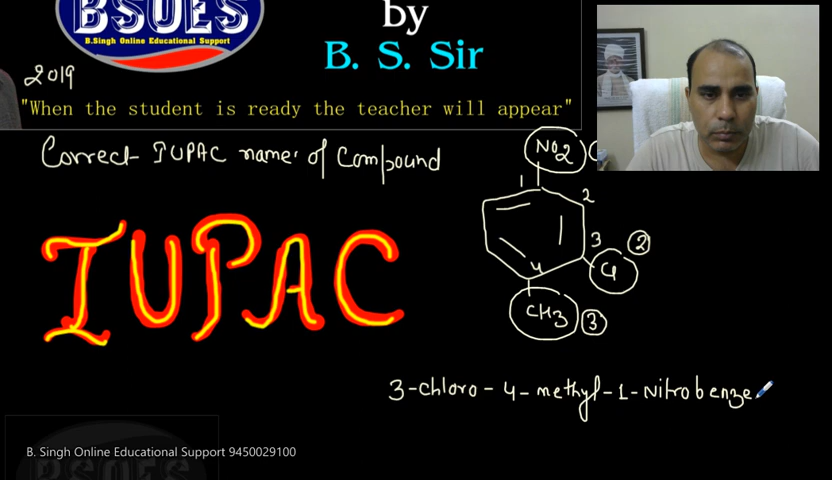 BSUES
B.Singh Online Educational Support
by
B. S. Sir
2019
"When the student is ready the teacher will appear"
Correct IUPAC name of Compound
NO2
1
2
3
2
Cl
4
CH3
3
IUPAC
3-chloro-4-methyl-1-Nitrobenze
B. Singh Online Educational Support 9450029100
BSUES